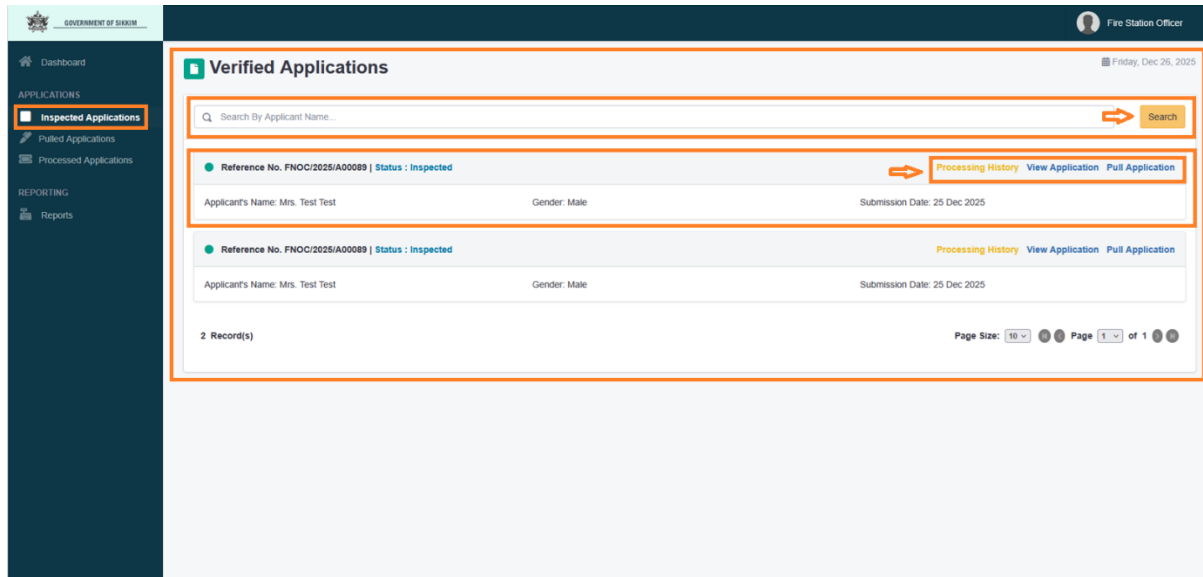 GOVERNMENT OF SIKKIM
Fire Station Officer
Dashboard
APPLICATIONS
Inspected Applications
Pulled Applications
Processed Applications
REPORTING
Reports
Verified Applications
Friday, Dec 26, 2025
Search By Applicant Name...
Search
Reference No. FNOC/2025/A00089 | Status : Inspected
Processing History View Application Pull Application
Applicant's Name: Mrs. Test Test Gender: Male Submission Date: 25 Dec 2025
Reference No. FNOC/2025/A00089 | Status : Inspected
Processing History View Application Pull Application
Applicant's Name: Mrs. Test Test Gender: Male Submission Date: 25 Dec 2025
2 Record(s)
Page Size: 10 Page 1 of 1